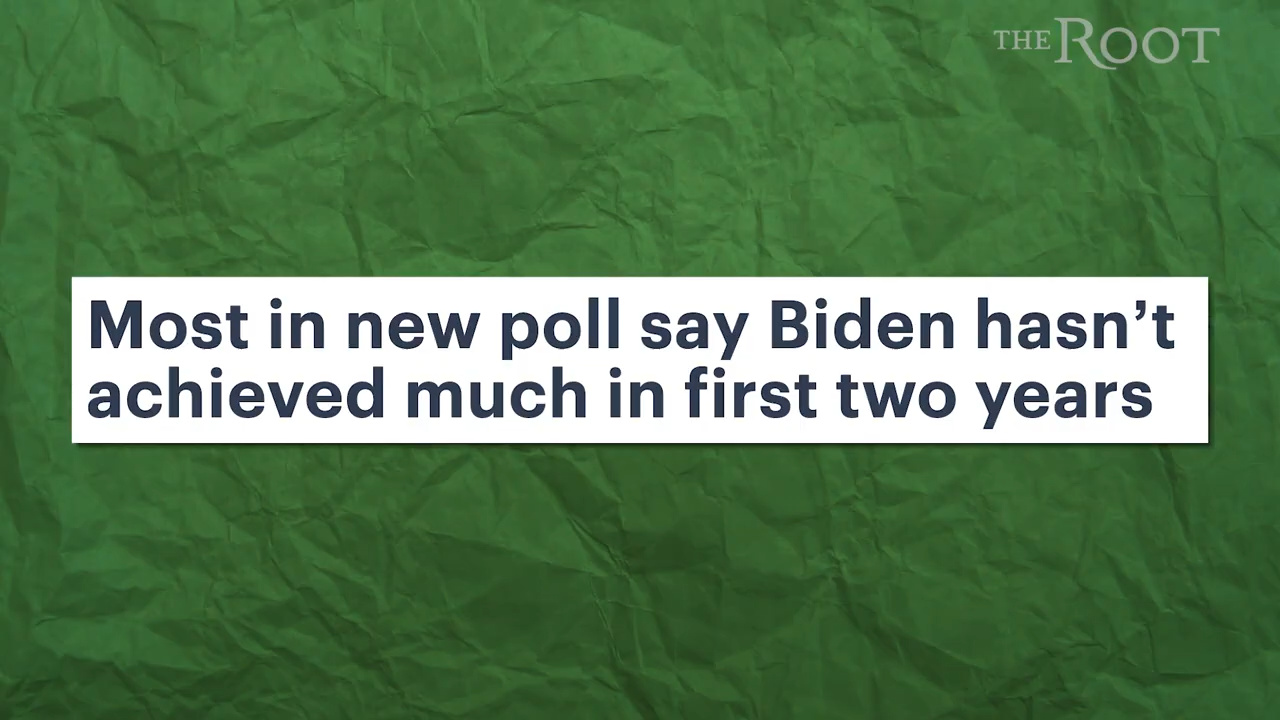 THE ROOT
Most in new poll say Biden hasn’t
achieved much in first two years